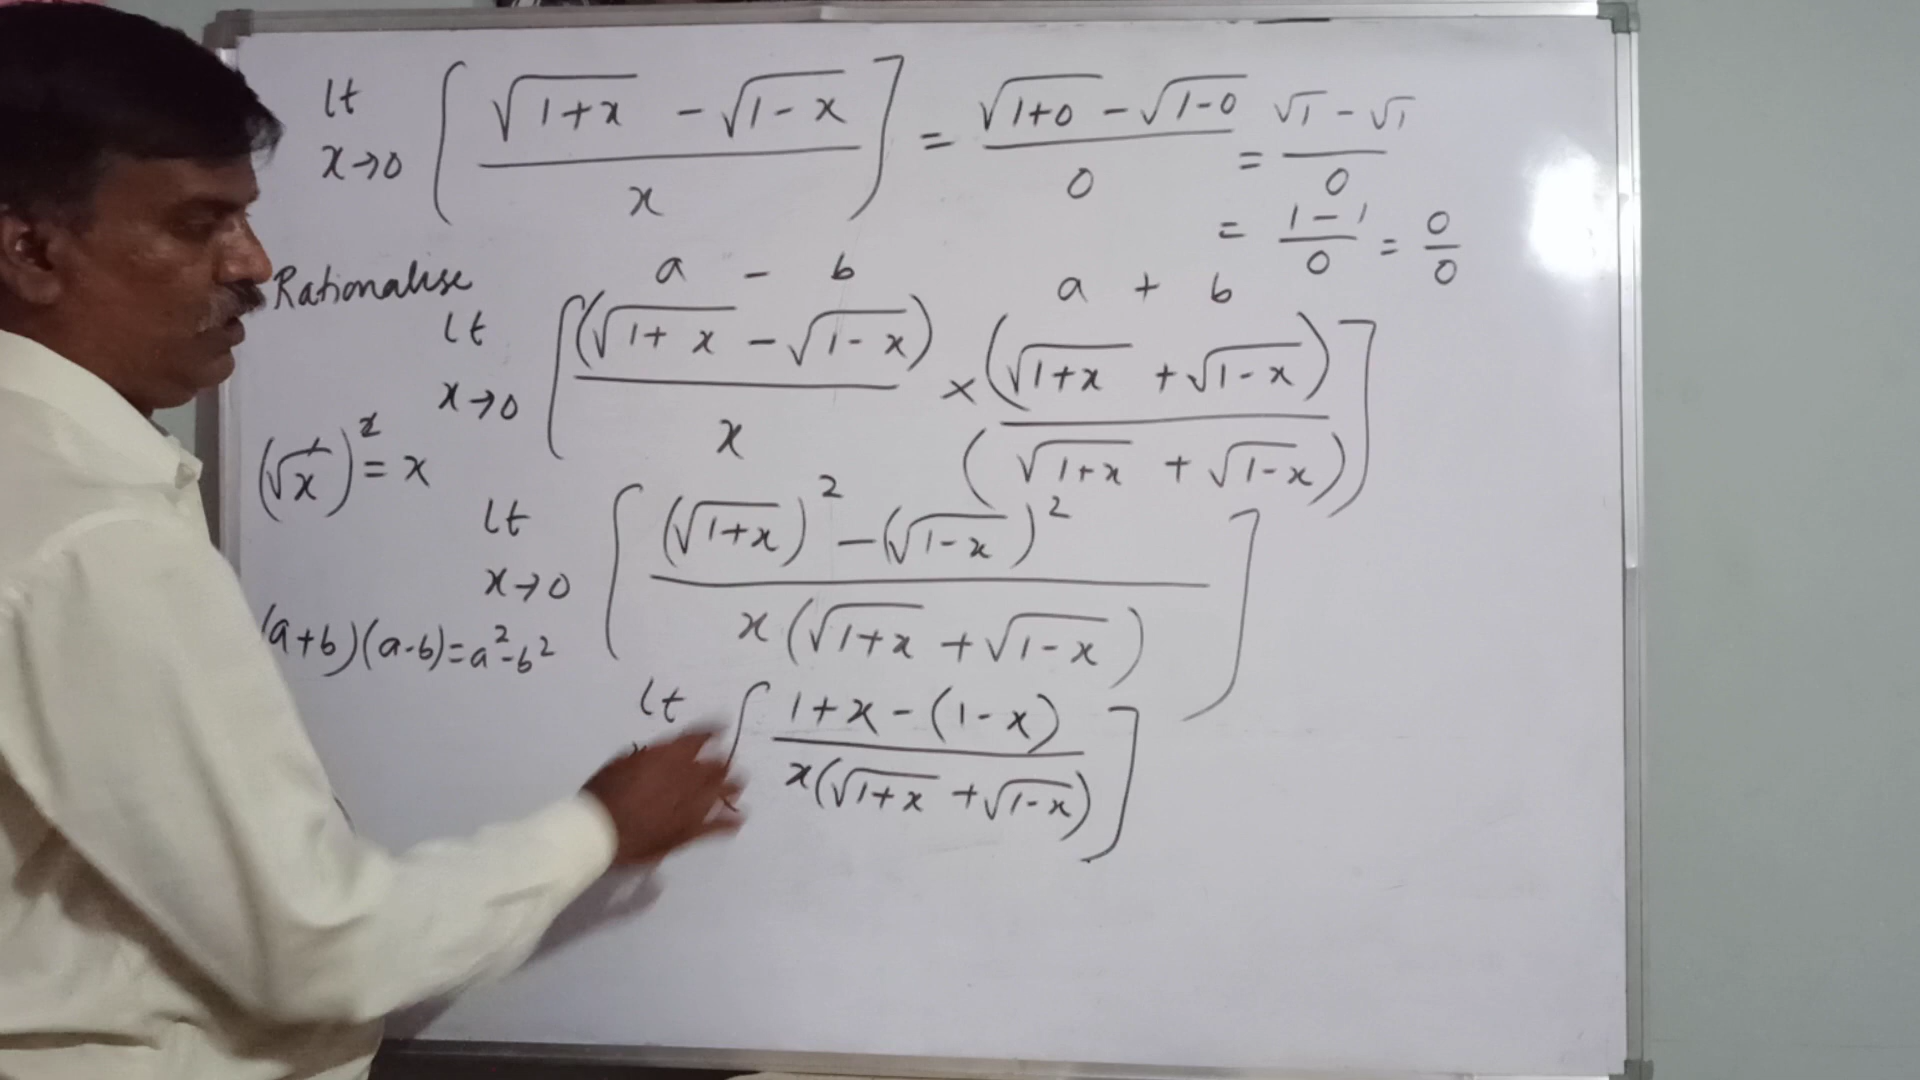 lt x→0 [ (√(1+x) - √(1-x)) / x ] = (√(1+0) - √(1-0)) / 0 = (√1 - √1) / 0
= (1-1)/0 = 0/0
Rationalise a - b a + b
lt x→0 [ (√(1+x) - √(1-x)) / x × (√(1+x) + √(1-x)) / (√(1+x) + √(1-x)) ]
(√x)² = x
lt x→0 [ ((√(1+x))² - (√(1-x))²) / x(√(1+x) + √(1-x)) ]
(a+b)(a-b)=a²-b²
lt [ (1+x-(1-x)) / x(√(1+x) + √(1-x)) ]